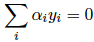 ∑_i α_i y_i = 0